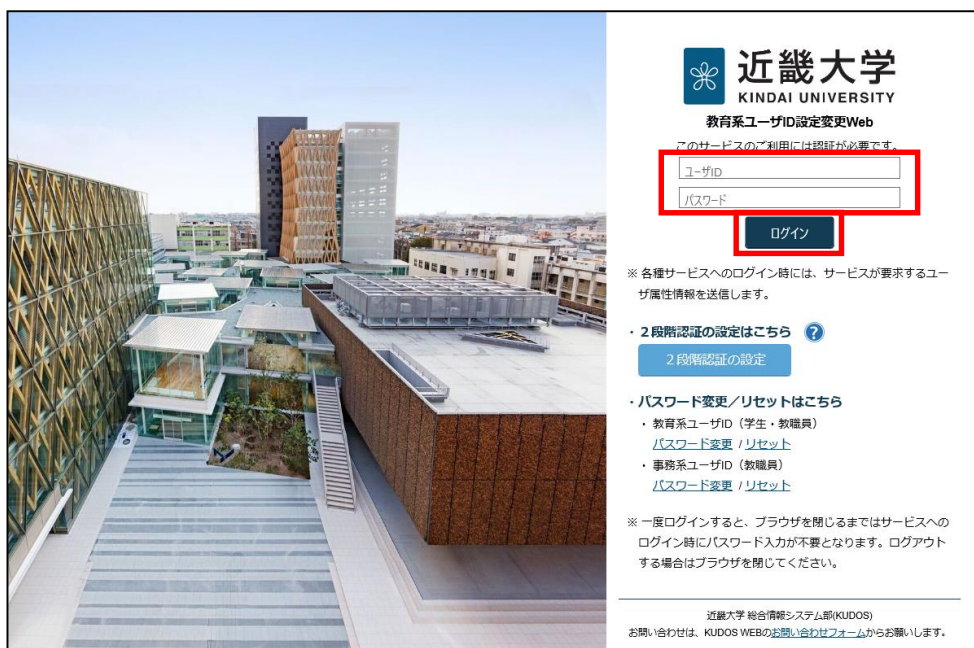 近畿大学
KINDAI UNIVERSITY
教育系ユーザID設定変更Web
このサービスのご利用には認証が必要です。
ユーザID
パスワード
ログイン
※ 各種サービスへのログイン時には、サービスが要求するユー
ザ属性情報を送信します。
・２段階認証の設定はこちら ?
２段階認証の設定
・パスワード変更／リセットはこちら
・ 教育系ユーザID（学生・教職員）
パスワード変更 / リセット
・ 事務系ユーザID（教職員）
パスワード変更 / リセット
※ 一度ログインすると、ブラウザを閉じるまではサービスへの
ログイン時にパスワード入力が不要となります。ログアウト
する場合はブラウザを閉じてください。
近畿大学 総合情報システム部(KUDOS)
お問い合わせは、KUDOS WEBのお問い合わせフォームからお願いします。